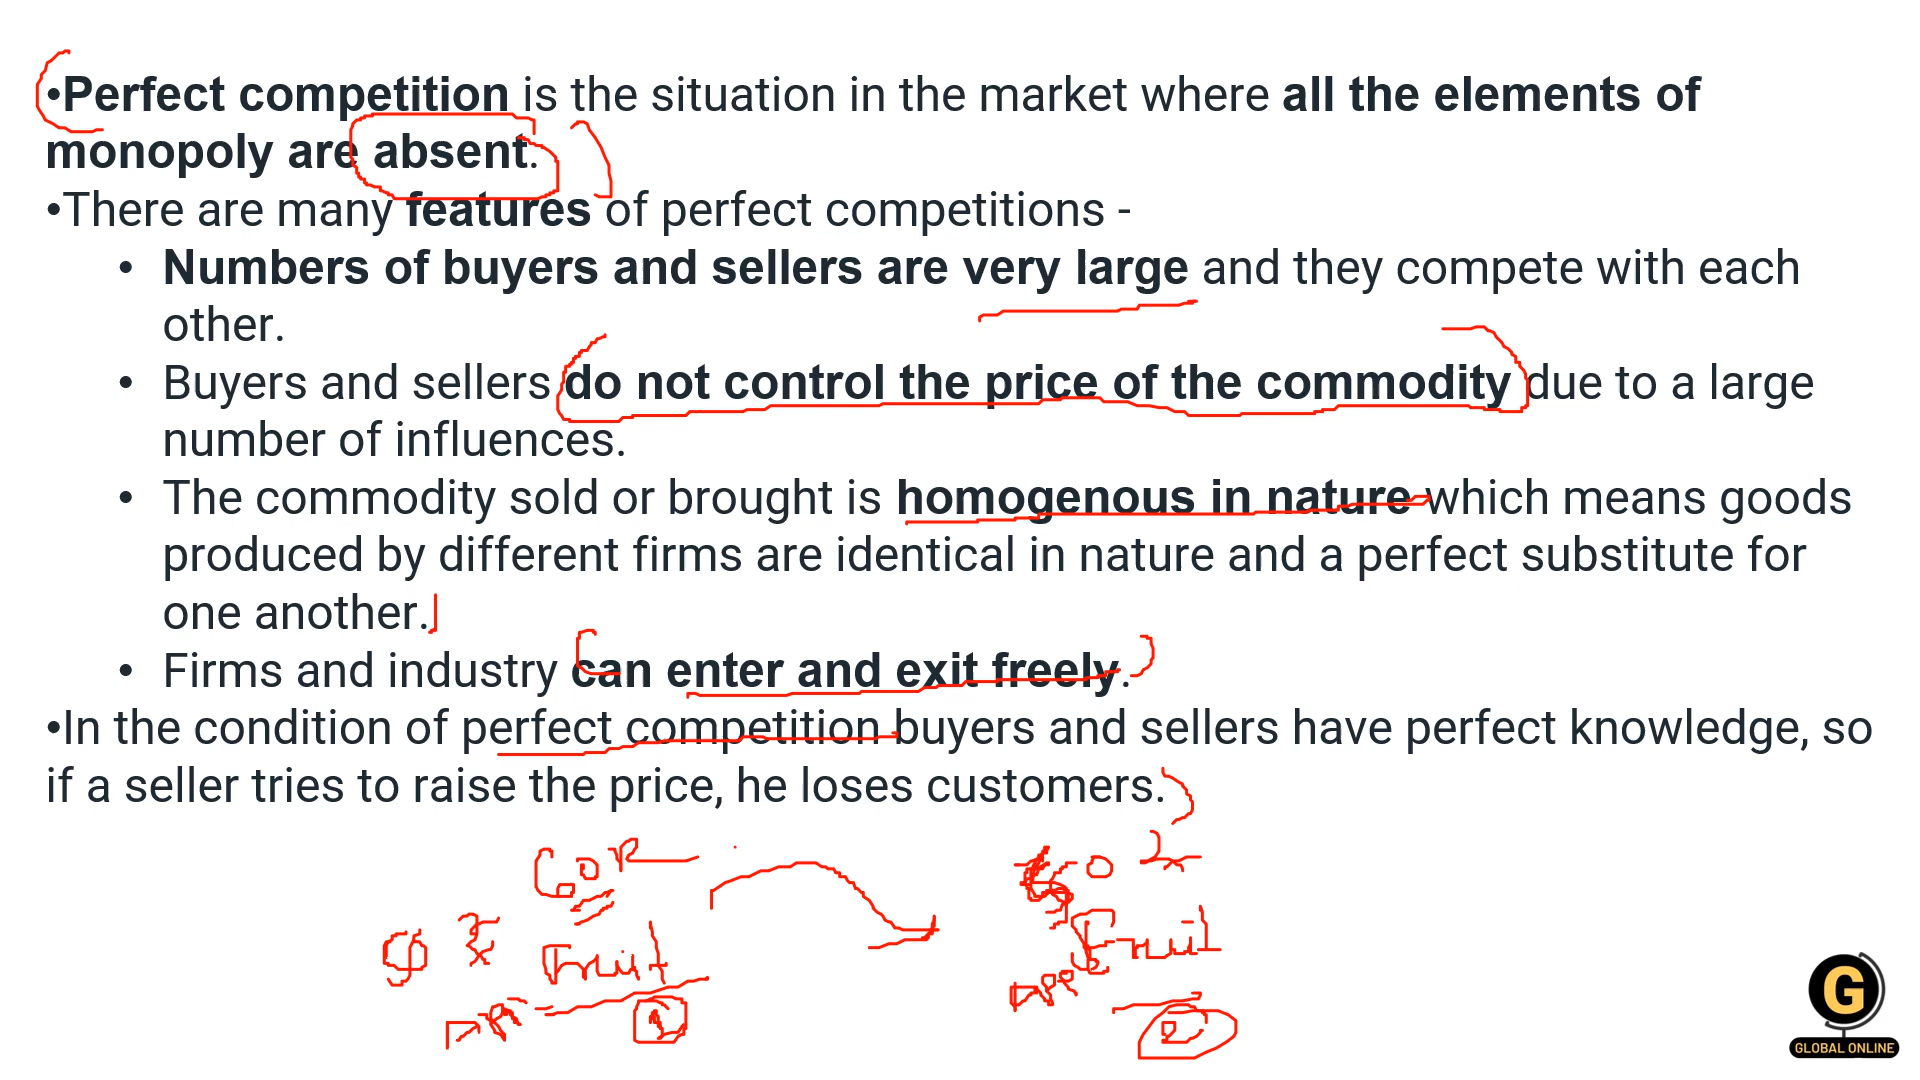 •Perfect competition is the situation in the market where all the elements of
monopoly are absent.
•There are many features of perfect competitions -
• Numbers of buyers and sellers are very large and they compete with each
other.
• Buyers and sellers do not control the price of the commodity due to a large
number of influences.
• The commodity sold or brought is homogenous in nature which means goods
produced by different firms are identical in nature and a perfect substitute for
one another.
• Firms and industry can enter and exit freely.
•In the condition of perfect competition buyers and sellers have perfect knowledge, so
if a seller tries to raise the price, he loses customers.
Fruit
Fruit
2
G
GLOBAL ONLINE